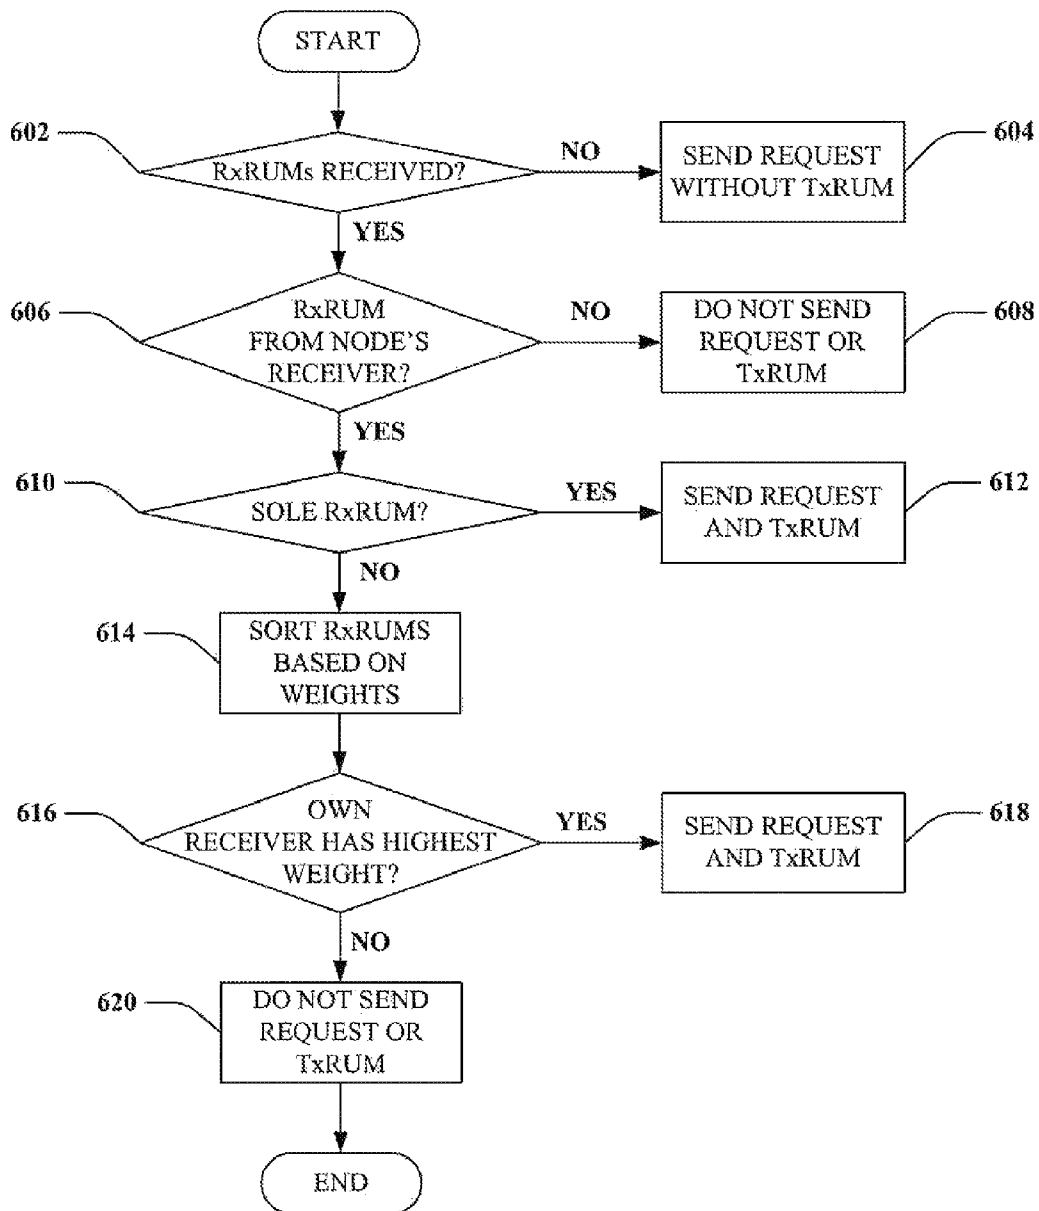 START
602
RxRUMs RECEIVED?
NO
SEND REQUEST
WITHOUT TxRUM
604
YES
606
RxRUM
FROM NODE'S
RECEIVER?
NO
DO NOT SEND
REQUEST OR
TxRUM
608
YES
610
SOLE RxRUM?
YES
SEND REQUEST
AND TxRUM
612
NO
614
SORT RxRUMS
BASED ON
WEIGHTS
616
OWN
RECEIVER HAS HIGHEST
WEIGHT?
YES
SEND REQUEST
AND TxRUM
618
NO
620
DO NOT SEND
REQUEST OR
TxRUM
END